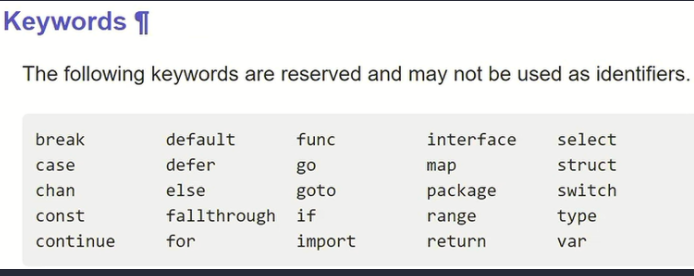 Keywords ¶
The following keywords are reserved and may not be used as identifiers.
break default func interface select
case defer go map struct
chan else goto package switch
const fallthrough if range type
continue for import return var